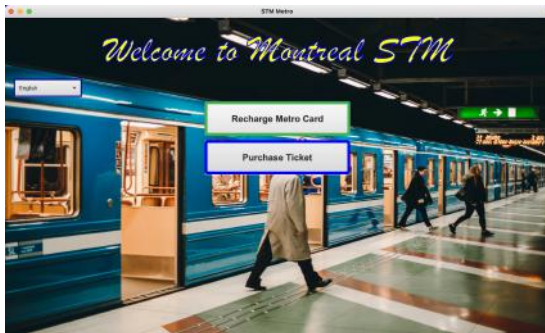 STM Metro
Welcome to Montreal STM
English
Recharge Metro Card
Purchase Ticket